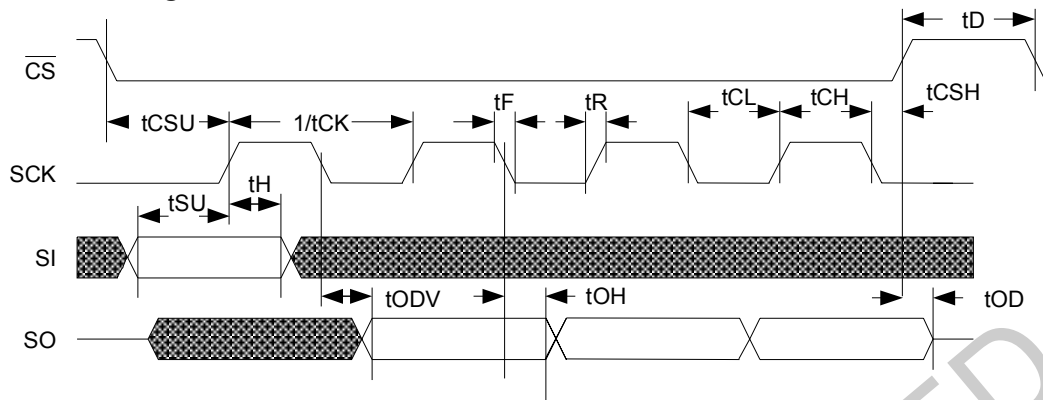 tD
CS
tCSU
1/tCK
tF
tR
tCL
tCH
tCSH
SCK
tSU
tH
SI
tODV
tOH
tOD
SO